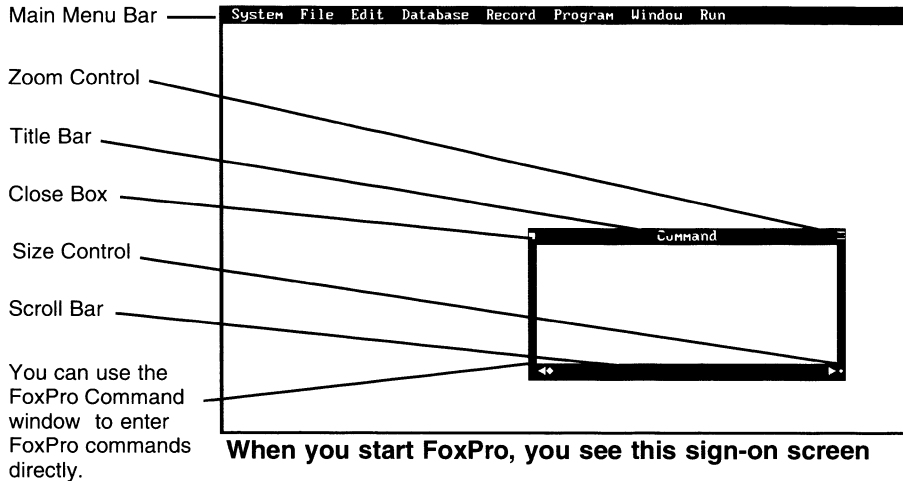 Main Menu Bar
System File Edit Database Record Program Window Run
Zoom Control
Title Bar
Close Box
Command
Size Control
Scroll Bar
You can use the
FoxPro Command
window to enter
FoxPro commands
directly.
When you start FoxPro, you see this sign-on screen